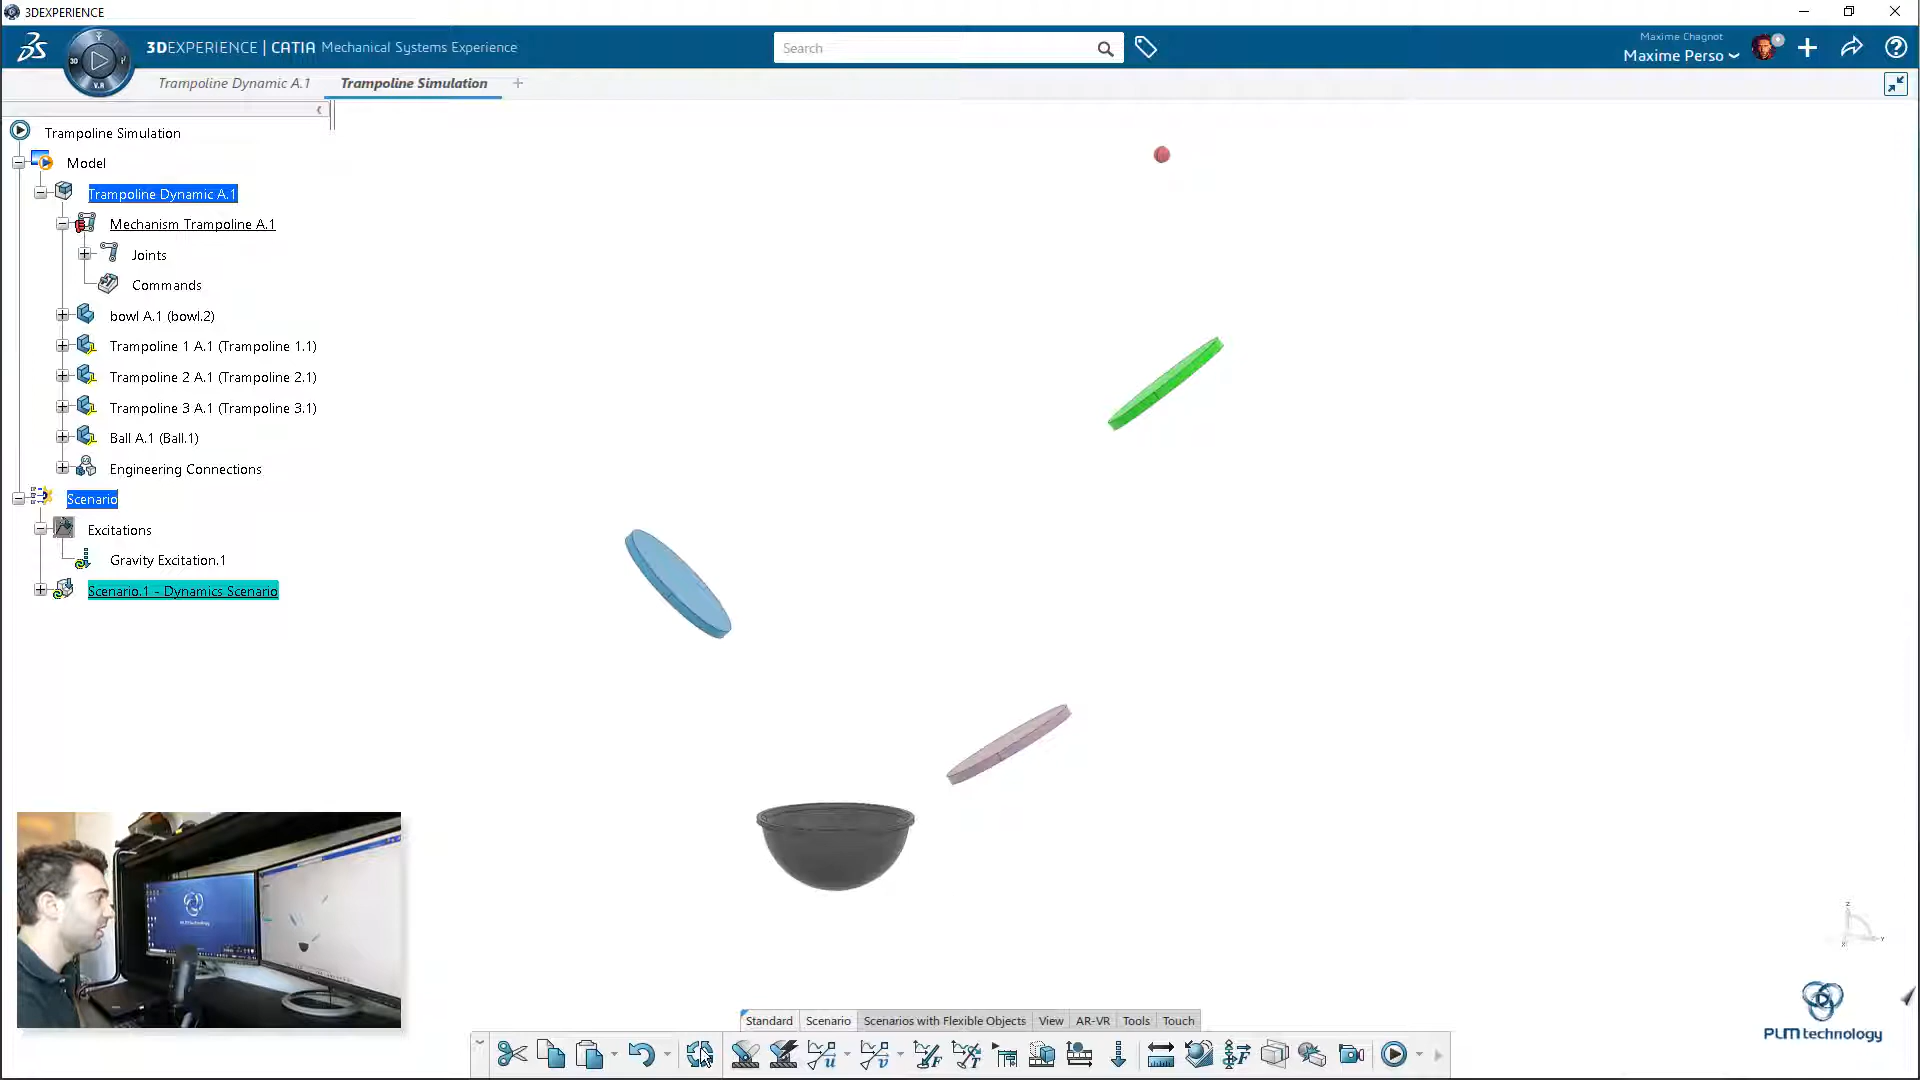 3DEXPERIENCE
3DEXPERIENCE | CATIA Mechanical Systems Experience
Search
Maxime Chagnot
Maxime Perso
3D
V.R
Trampoline Dynamic A.1
Trampoline Simulation
Trampoline Simulation
Model
Trampoline Dynamic A.1
Mechanism Trampoline A.1
Joints
Commands
bowl A.1 (bowl.2)
Trampoline 1 A.1 (Trampoline 1.1)
Trampoline 2 A.1 (Trampoline 2.1)
Trampoline 3 A.1 (Trampoline 3.1)
Ball A.1 (Ball.1)
Engineering Connections
Scenario
Excitations
Gravity Excitation.1
Scenario.1 - Dynamics Scenario
PLM technology
z
x
y
PLM technology
Standard
Scenario
Scenarios with Flexible Objects
View
AR-VR
Tools
Touch